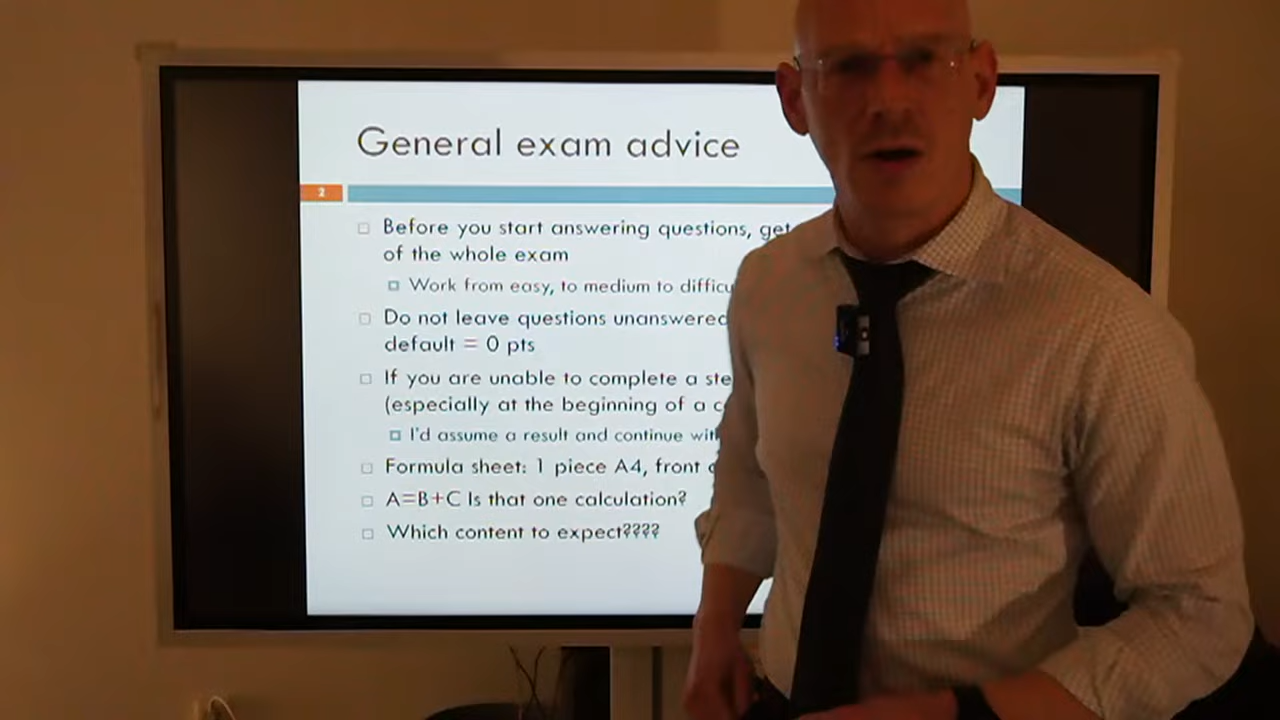 General exam advice
2
Before you start answering questions, get
of the whole exam
Work from easy, to medium to
Do not leave questions unanswered
default = 0 pts
If you are unable to complete a
(especially at the beginning of a
I'd assume a result and continue
Formula sheet: 1 piece A4, front
A=B+C Is that one calculation?
Which content to expect????